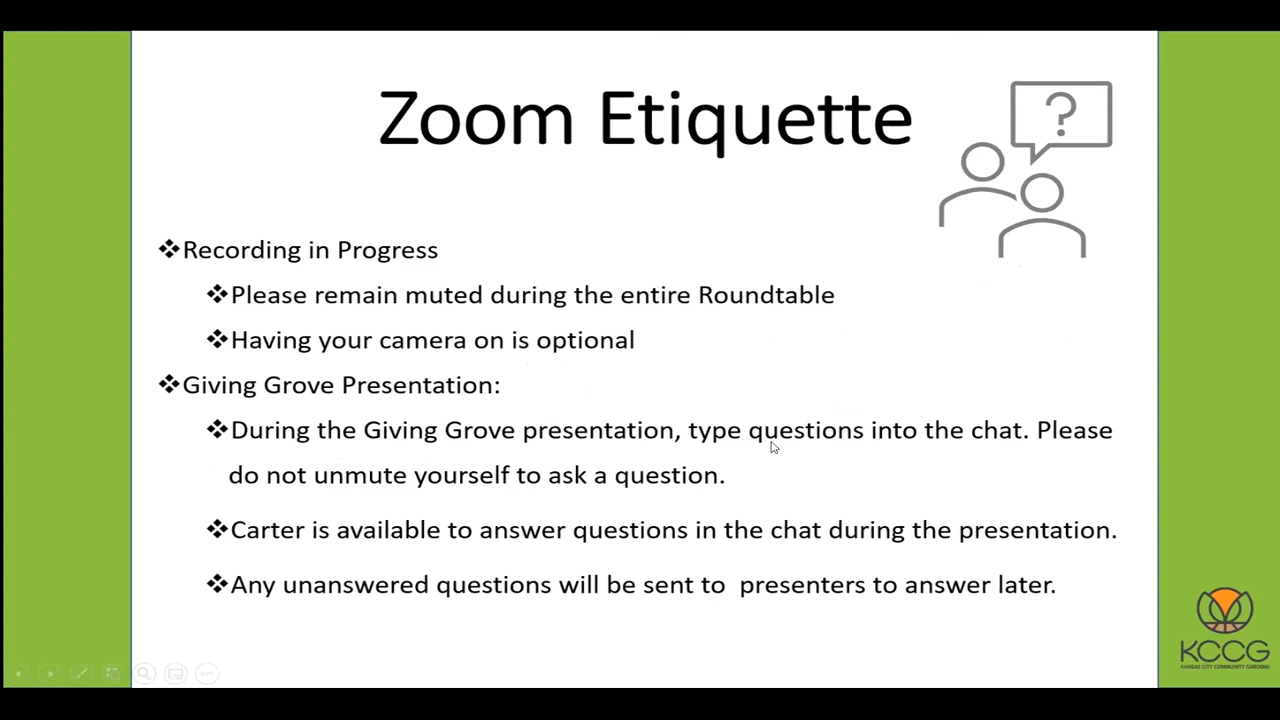 Zoom Etiquette
?
❖Recording in Progress
❖Please remain muted during the entire Roundtable
❖Having your camera on is optional
❖Giving Grove Presentation:
❖During the Giving Grove presentation, type questions into the chat. Please
do not unmute yourself to ask a question.
❖Carter is available to answer questions in the chat during the presentation.
❖Any unanswered questions will be sent to  presenters to answer later.
KCCG
KANSAS CITY COMMUNITY GARDENS